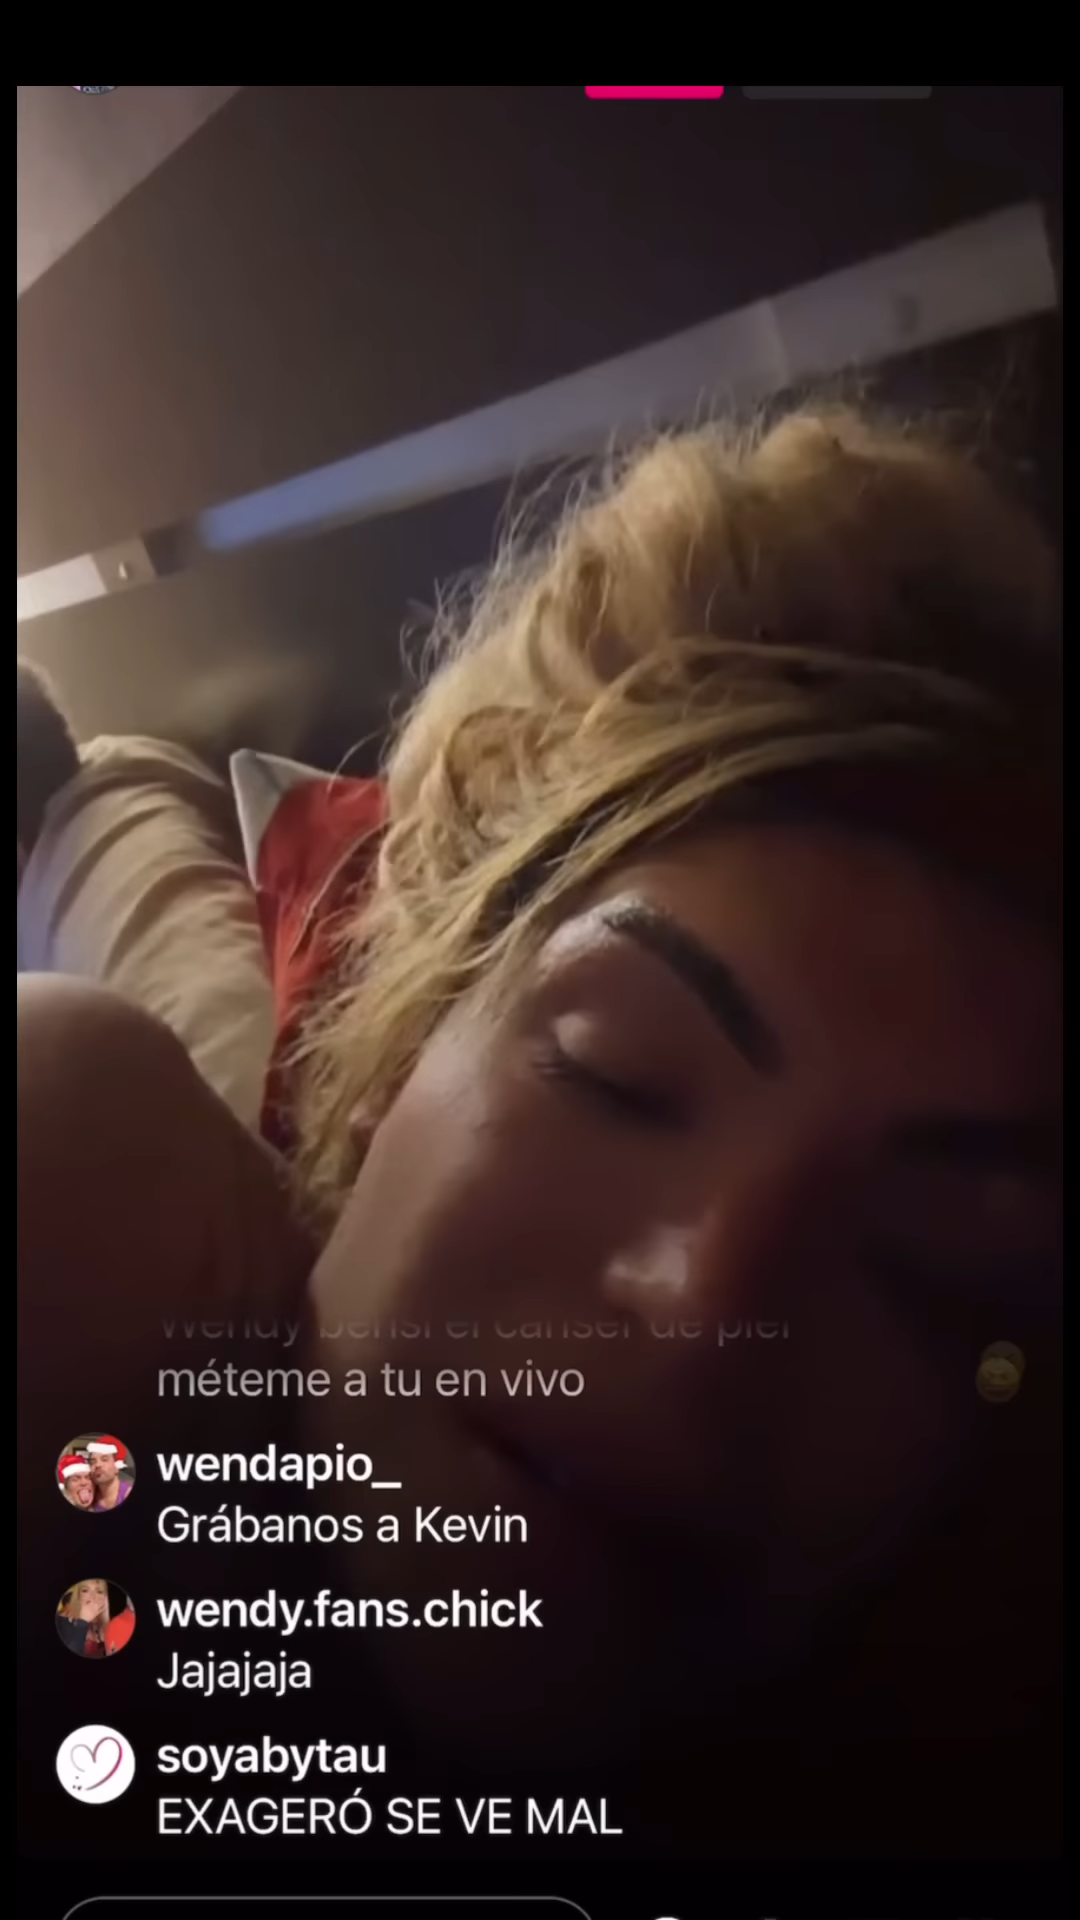 méteme a tu en vivo
wendapio_
Grábanos a Kevin
wendy.fans.chick
Jajajaja
soyabytau
EXAGERÓ SE VE MAL